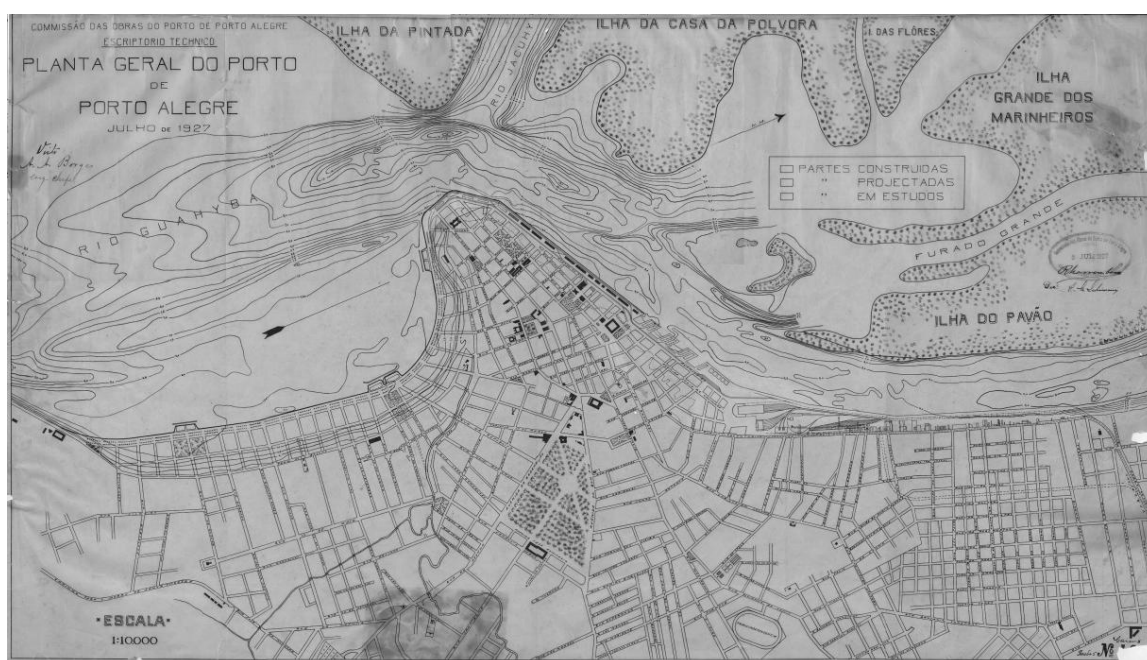 COMMISSÃO DAS OBRAS DO PORTO DE PORTO ALEGRE
ESCRIPTORIO TECHNICO
PLANTA GERAL DO PORTO
DE
PORTO ALEGRE
JULHO DE 1927
Visto
ILHA DA PINTADA
RIO JACUHY
ILHA DA CASA DA POLVORA
I. DAS FLÔRES
ILHA
GRANDE DOS
MARINHEIROS
PARTES CONSTRUIDAS
" PROJECTADAS
" EM ESTUDOS
RIO GUAHYBA
FURADO GRANDE
ILHA DO PAVÃO
·ESCALA·
1:10000
Nº